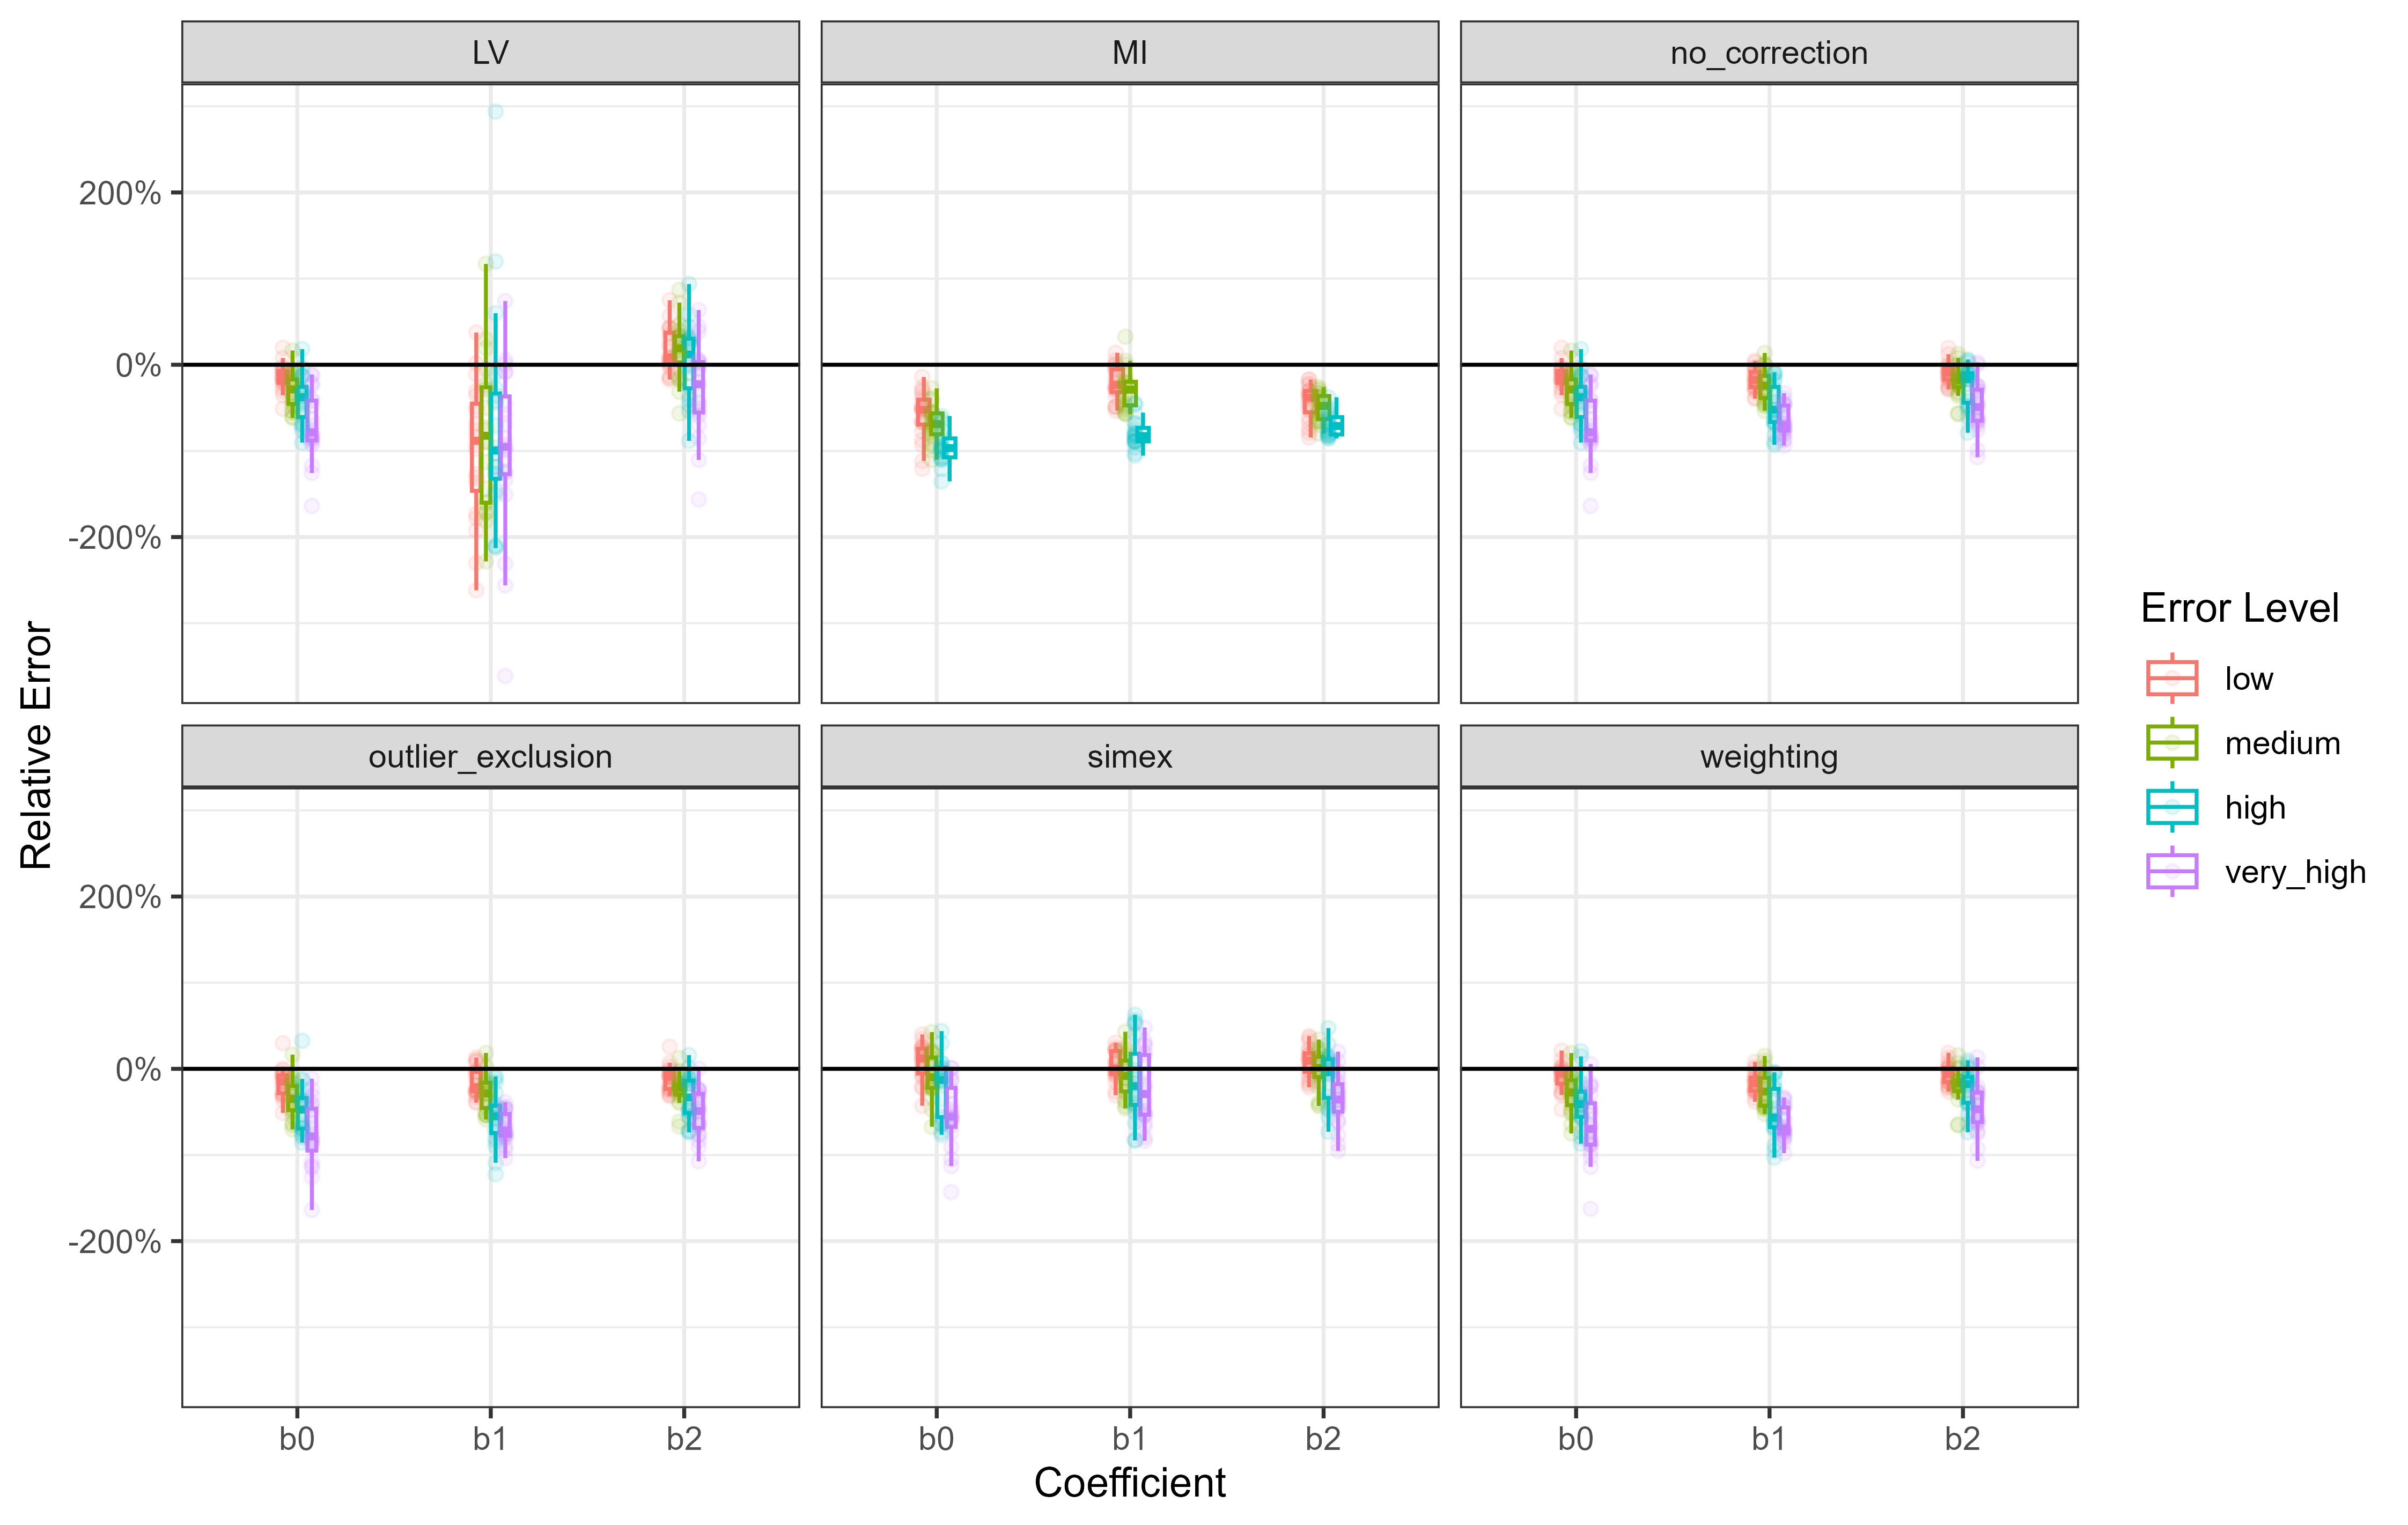 LV
MI
no_correction
200%
0%
-200%
outlier_exclusion
simex
weighting
200%
0%
-200%
b0
b1
b2
b0
b1
b2
b0
b1
b2
Coefficient
Relative Error
Error Level
low
medium
high
very_high